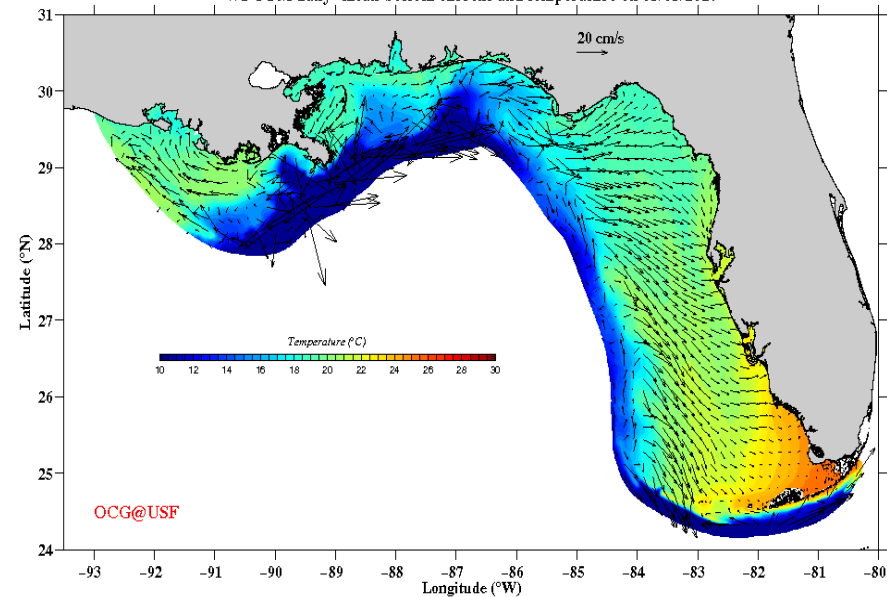 20 cm/s
31
30
29
28
27
26
25
24
Latitude (°N)
Temperature (°C)
10 12 14 16 18 20 22 24 26 28 30
OCG@USF
−93 −92 −91 −90 −89 −88 −87 −86 −85 −84 −83 −82 −81 −80
Longitude (°W)